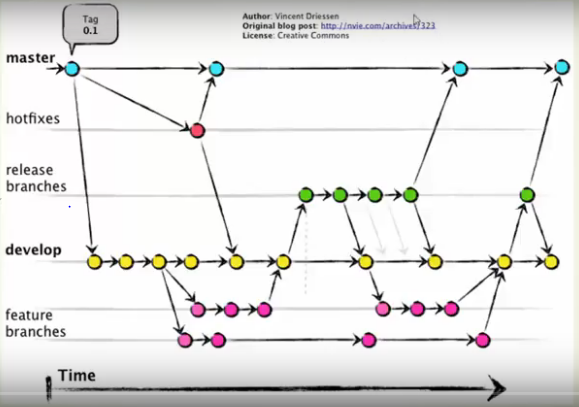 Tag
0.1
Author: Vincent Driessen
Original blog post: http://nvie.com/archives/323
License: Creative Commons
master
hotfixes
release
branches
develop
feature
branches
Time